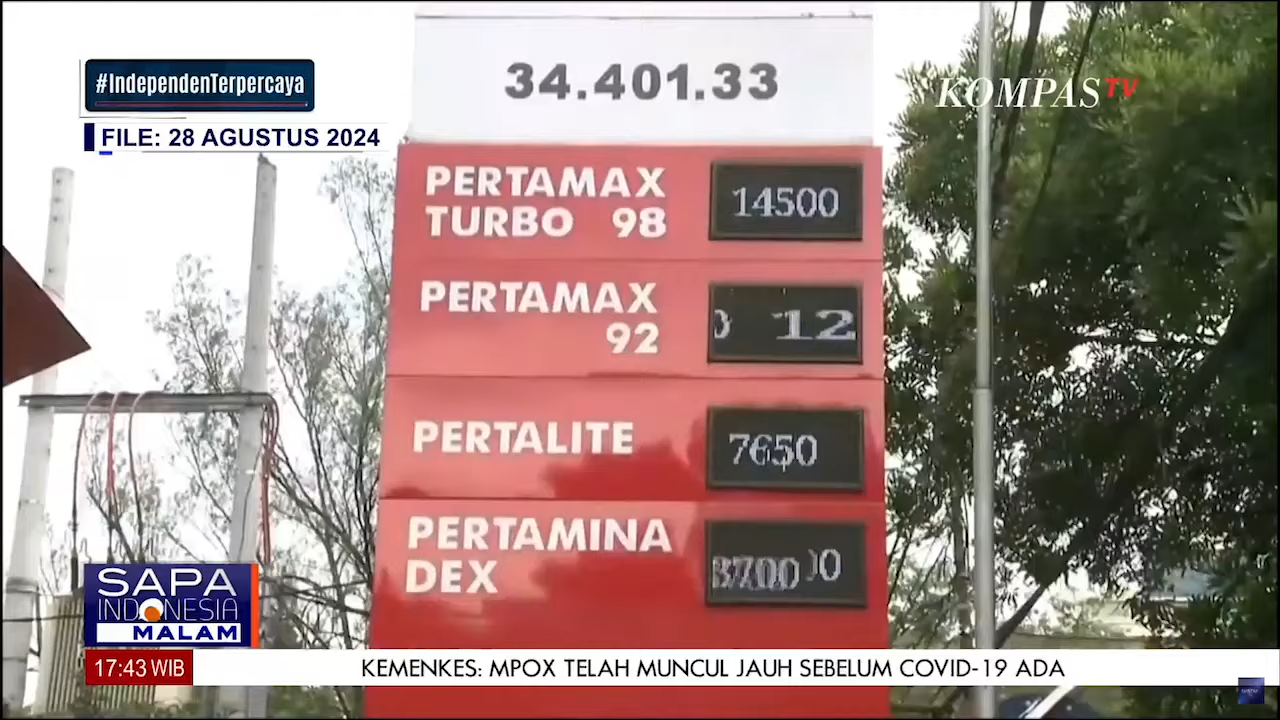 #IndependenTerpercaya
FILE: 28 AGUSTUS 2024
KOMPAS TV
34.401.33
PERTAMAX
TURBO 98
14500
PERTAMAX
92
12
PERTALITE
7650
PERTAMINA
DEX
SAPA
INDONESIA
MALAM
17:43 WIB
KEMENKES: MPOX TELAH MUNCUL JAUH SEBELUM COVID-19 ADA